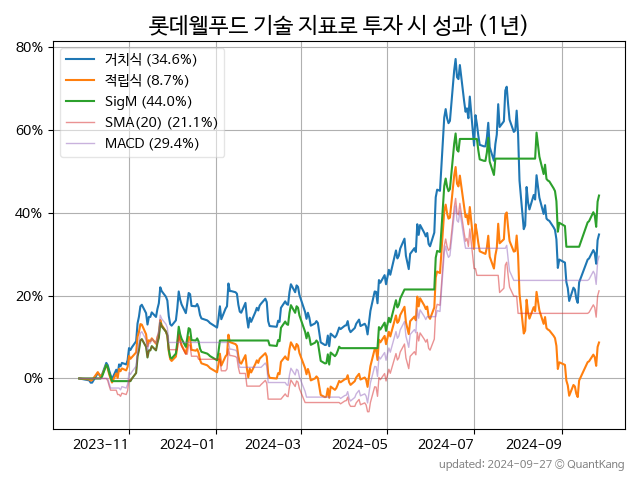 롯데웰푸드 기술 지표로 투자 시 성과 (1년)
80%
60%
40%
20%
0%
거치식 (34.6%)
적립식 (8.7%)
SigM (44.0%)
SMA(20) (21.1%)
MACD (29.4%)
2023-11 2024-01 2024-03 2024-05 2024-07 2024-09
updated: 2024-09-27 © QuantKang